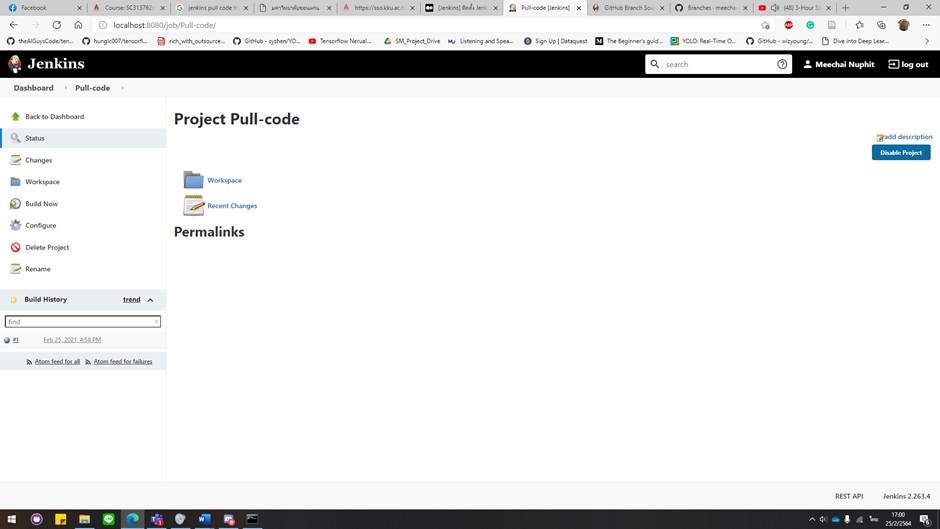 Facebook
Course: SC313762:
jenkins pull code fr
มหาวิทยาลัยขอนแก่น
https://sso.kku.ac.t
[Jenkins] ติดตั้ง Jenki
Pull-code [Jenkins]
GitHub Branch Sour
Branches · meechai
(48) 3-Hour S
localhost:8080/job/Pull-code/
theAIGuysCode/ten...
hunglc007/tensorfl...
rich_with_outsource...
GitHub - syshen/YO...
Tensorflow Nerual...
SM_Project_Drive
Listening and Spea...
Sign Up | Dataquest
The Beginner's guid...
YOLO: Real-Time O...
GitHub - wizyoung/...
Dive into Deep Lear...
Jenkins
search
Meechai Nuphit
log out
Dashboard
Pull-code
Back to Dashboard
Status
Changes
Workspace
Build Now
Configure
Delete Project
Rename
Build History
trend
find
x
#1
Feb 25, 2021, 4:58 PM
Atom feed for all
Atom feed for failures
Project Pull-code
add description
Disable Project
Workspace
Recent Changes
Permalinks
REST API
Jenkins 2.263.4
17:00
25/2/2564